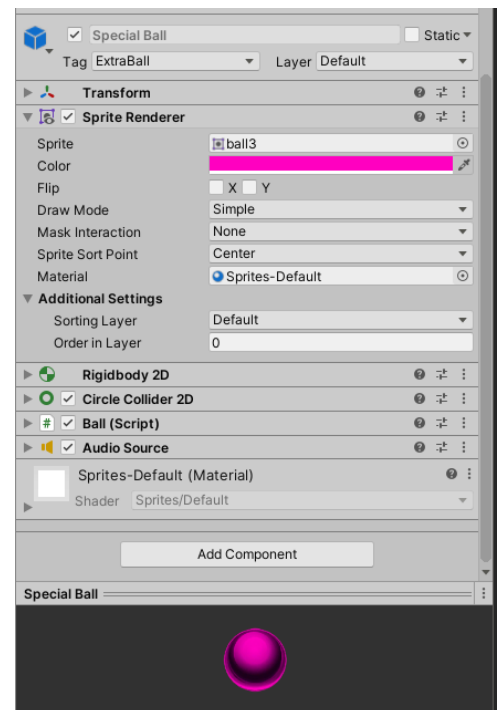 Special Ball Static
Tag ExtraBall Layer Default
Transform
Sprite Renderer
Sprite ball3
Color
Flip X Y
Draw Mode Simple
Mask Interaction None
Sprite Sort Point Center
Material Sprites-Default
Additional Settings
Sorting Layer Default
Order in Layer 0
Rigidbody 2D
Circle Collider 2D
# Ball (Script)
Audio Source
Sprites-Default (Material)
Shader Sprites/Default
Add Component
Special Ball